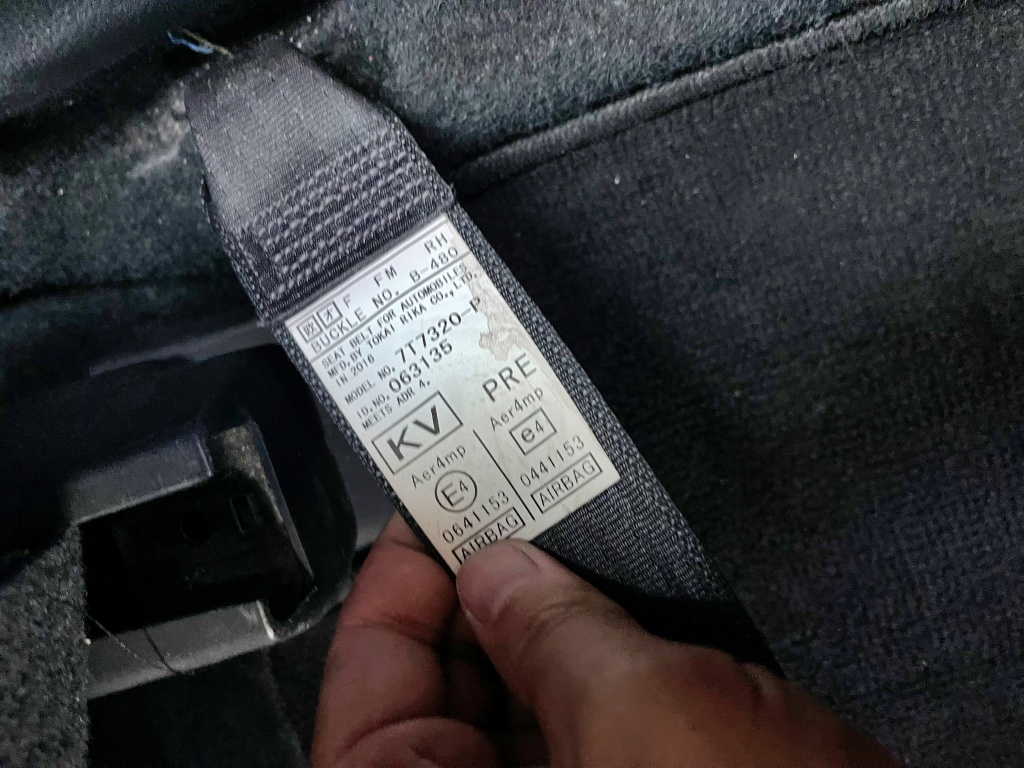 F FM RH
BUCKLE NO. B-480
SEAT BELT FOR AUTOMOBILES
MFD.BY TOKAI RIKA CO.,LTD.
IN 2016
MODEL NO. 7T7320-P
ID.NO. 063135
MEETS ADR 4.
KV PRE
Aer4mp
E4
0641153
AIRBAG
Aer4mp
e4
0441153
AIRBAG